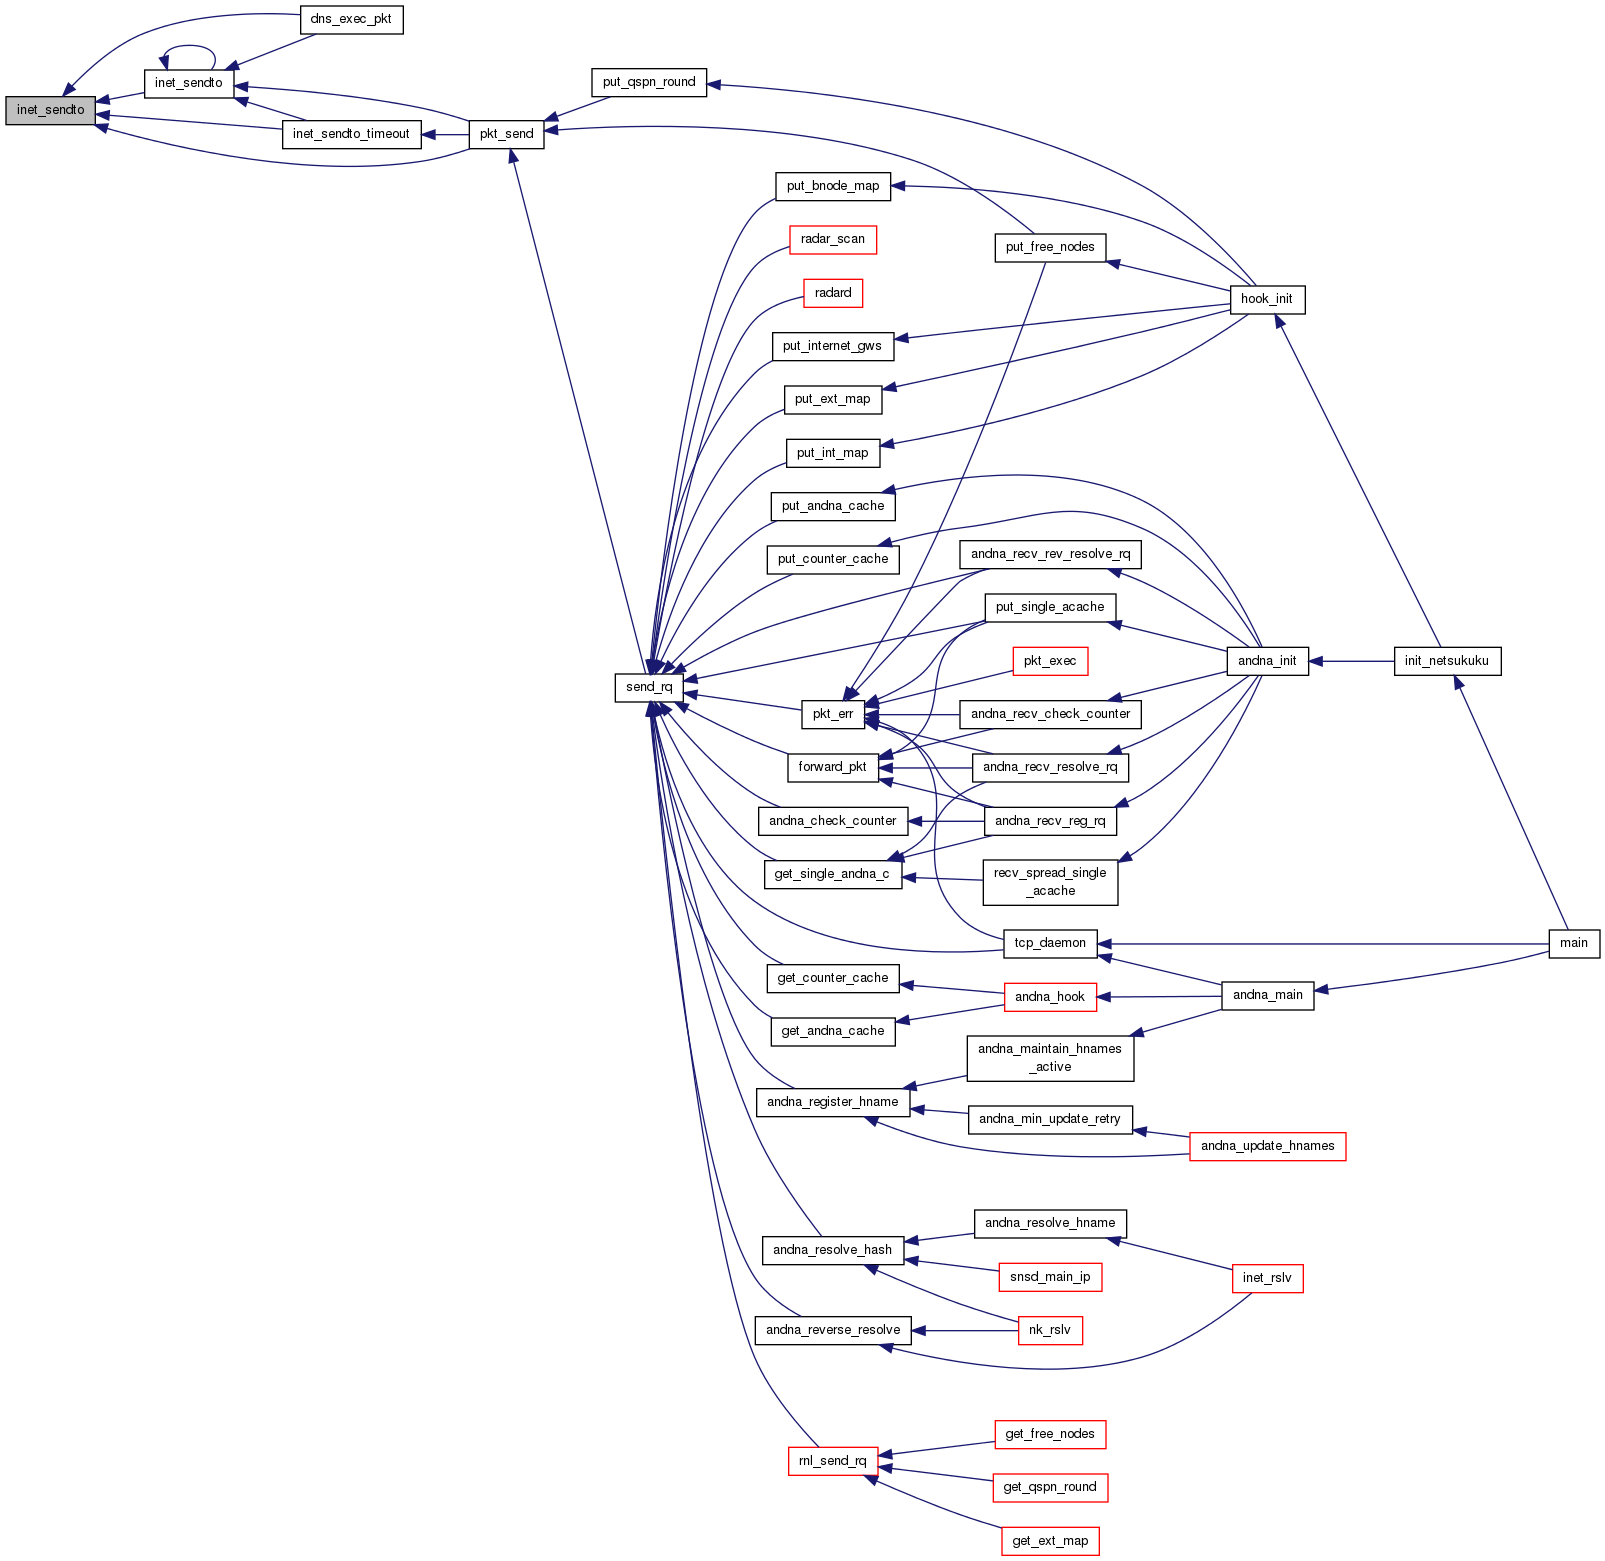 dns_exec_pkt
inet_sendto
inet_sendto
inet_sendto_timeout
pkt_send
put_qspn_round
put_bnode_map
radar_scan
radard
put_internet_gws
put_ext_map
put_int_map
put_andna_cache
put_counter_cache
send_rq
pkt_err
forward_pkt
andna_check_counter
get_single_andna_c
get_counter_cache
get_andna_cache
andna_register_hname
andna_resolve_hash
andna_reverse_resolve
rnl_send_rq
put_free_nodes
andna_recv_rev_resolve_rq
put_single_acache
pkt_exec
andna_recv_check_counter
andna_recv_resolve_rq
andna_recv_reg_rq
recv_spread_single
_acache
tcp_daemon
andna_hook
andna_maintain_hnames
_active
andna_min_update_retry
andna_resolve_hname
snsd_main_ip
nk_rslv
get_free_nodes
get_qspn_round
get_ext_map
hook_init
andna_init
andna_main
andna_update_hnames
inet_rslv
init_netsukuku
main